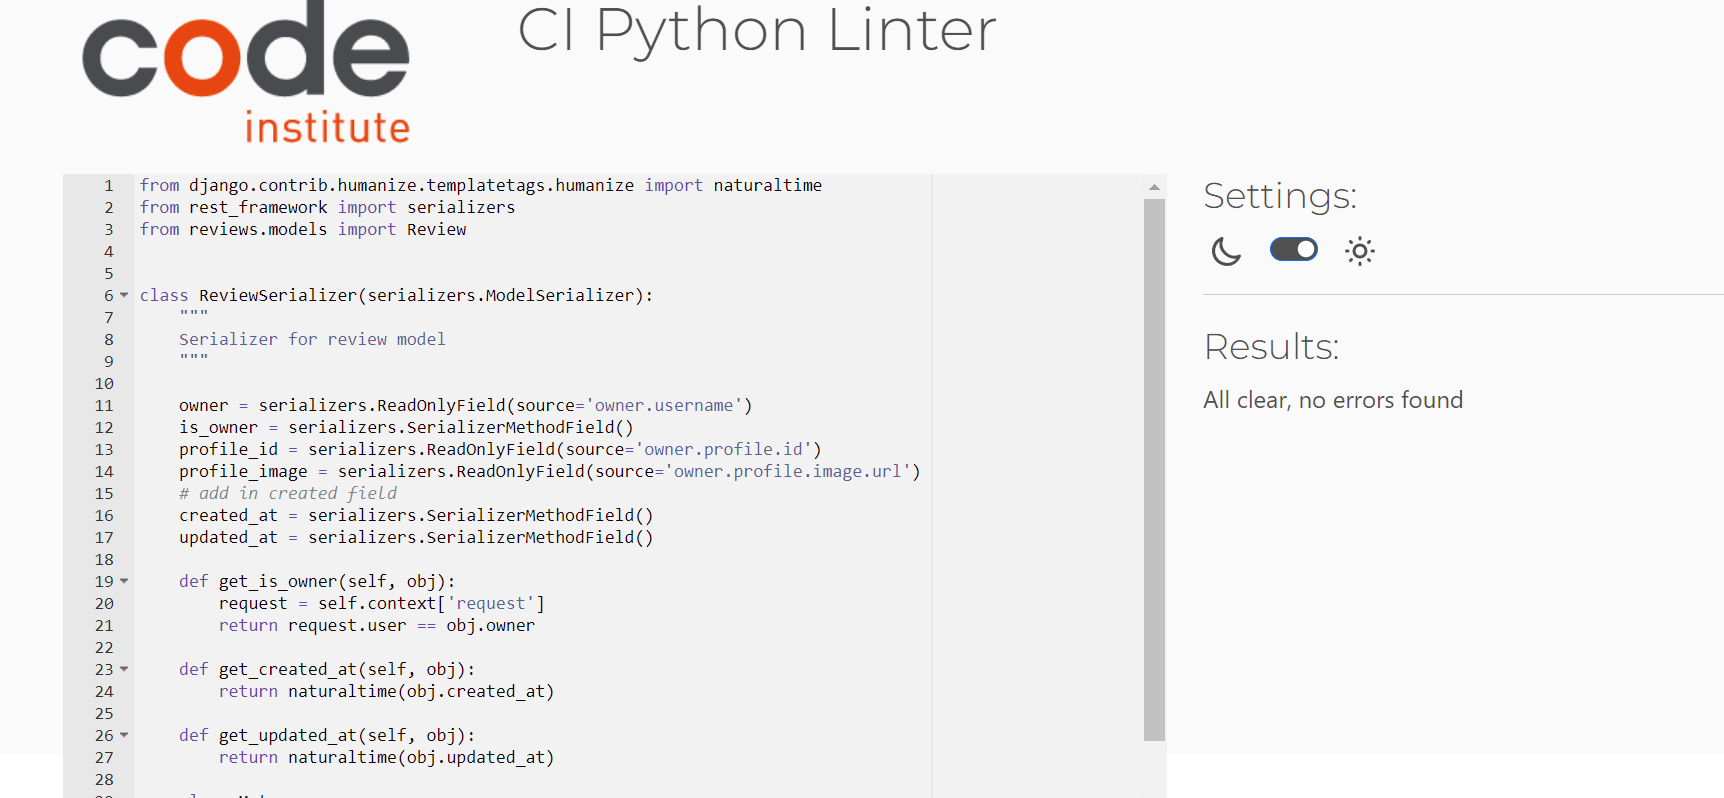 code
institute
CI Python Linter
1 from django.contrib.humanize.templatetags.humanize import naturaltime
2 from rest_framework import serializers
3 from reviews.models import Review
4
5
6 class ReviewSerializer(serializers.ModelSerializer):
7     """
8     Serializer for review model
9     """
10
11     owner = serializers.ReadOnlyField(source='owner.username')
12     is_owner = serializers.SerializerMethodField()
13     profile_id = serializers.ReadOnlyField(source='owner.profile.id')
14     profile_image = serializers.ReadOnlyField(source='owner.profile.image.url')
15     # add in created field
16     created_at = serializers.SerializerMethodField()
17     updated_at = serializers.SerializerMethodField()
18
19     def get_is_owner(self, obj):
20         request = self.context['request']
21         return request.user == obj.owner
22
23     def get_created_at(self, obj):
24         return naturaltime(obj.created_at)
25
26     def get_updated_at(self, obj):
27         return naturaltime(obj.updated_at)
28
Settings:
Results:
All clear, no errors found